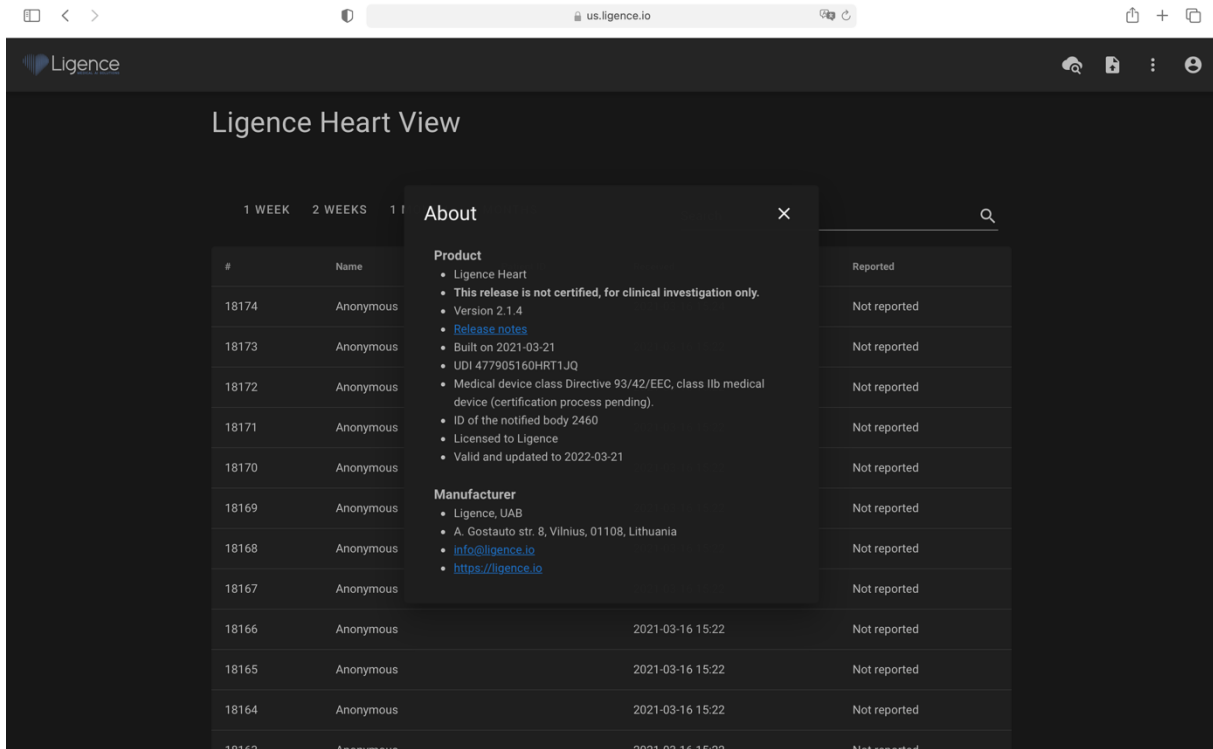 us.ligence.io
Ligence
Ligence Heart View
1 WEEK 2 WEEKS
About
Product
Ligence Heart
This release is not certified, for clinical investigation only.
Version 2.1.4
Release notes
Built on 2021-03-21
UDI 477905160HRT1JQ
Medical device class Directive 93/42/EEC, class IIb medical
device (certification process pending).
ID of the notified body 2460
Licensed to Ligence
Valid and updated to 2022-03-21
Manufacturer
Ligence, UAB
A. Gostauto str. 8, Vilnius, 01108, Lithuania
info@ligence.io
https://ligence.io
# Name Reported
18174 Anonymous Not reported
18173 Anonymous Not reported
18172 Anonymous Not reported
18171 Anonymous Not reported
18170 Anonymous Not reported
18169 Anonymous Not reported
18168 Anonymous Not reported
18167 Anonymous Not reported
18166 Anonymous 2021-03-16 15:22 Not reported
18165 Anonymous 2021-03-16 15:22 Not reported
18164 Anonymous 2021-03-16 15:22 Not reported